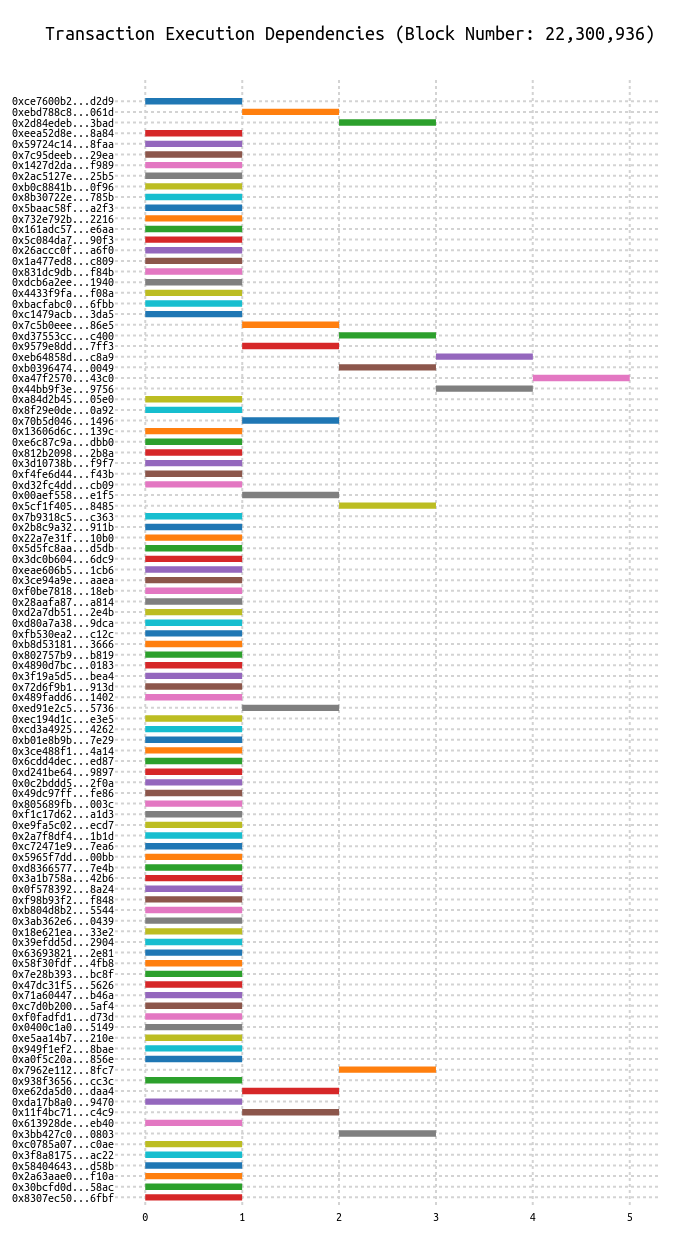 Transaction Execution Dependencies (Block Number: 22,300,936)
0xce7600b2...d2d9
0xebd788c8...061d
0x2d84edeb...3bad
0xeea52d8e...8a84
0x59724c14...8faa
0x7c95deeb...29ea
0x1427d2da...f989
0x2ac5127e...25b5
0xb0c8841b...0f96
0x8b30722e...785b
0x5baac58f...a2f3
0x732e792b...2216
0x161adc57...e6aa
0x5c084da7...90f3
0x26accc0f...a6f0
0x1a477ed8...c809
0x831dc9db...f84b
0xdcb6a2ee...1940
0x4433f9fa...f08a
0xbacfabc0...6fbb
0xc1479acb...3da5
0x7c5b0eee...86e5
0xd37553cc...c400
0x9579e8dd...7ff3
0xeb64858d...c8a9
0xb0396474...0049
0xa47f2570...43c0
0x44bb9f3e...9756
0xa84d2b45...05e0
0x8f29e0de...0a92
0x70b5d046...1496
0x13606d6c...139c
0xe6c87c9a...dbb0
0x812b2098...2b8a
0x3d10738b...f9f7
0xf4fe6d44...f43b
0xd32fc4dd...cb09
0x00aef558...e1f5
0x5cf1f405...8485
0x7b9318c5...c363
0x2b8c9a32...911b
0x22a7e31f...10b0
0x5d5fc8aa...d5db
0x3dc0b604...6dc9
0xeae606b5...1cb6
0x3ce94a9e...aaea
0xf0be7818...18eb
0x28aafa87...a814
0xd2a7db51...2e4b
0xd80a7a38...9dca
0xfb530ea2...c12c
0xb8d53181...3666
0x802757b9...b819
0x4890d7bc...0183
0x3f19a5d5...bea4
0x72d6f9b1...913d
0x489fadd6...1402
0xed91e2c5...5736
0xec194d1c...e3e5
0xcd3a4925...4262
0xb01e8b9b...7e29
0x3ce488f1...4a14
0x6cdd4dec...ed87
0xd241be64...9897
0x0c2bddd5...2f0a
0x49dc97ff...fe86
0x805689fb...003c
0xf1c17d62...a1d3
0xe9fa5c02...ecd7
0x2a7f8df4...1b1d
0xc72471e9...7ea6
0x5965f7dd...00bb
0xd8366577...7e4b
0x3a1b758a...42b6
0x0f578392...8a24
0xf98b93f2...f848
0xb804d8b2...5544
0x3ab362e6...0439
0x18e621ea...33e2
0x39efdd5d...2904
0x63693821...2e81
0x58f30fdf...4fb8
0x7e28b393...bc8f
0x47dc31f5...5626
0x71a60447...b46a
0xc7d0b200...5af4
0xf0fadfd1...d73d
0x0400c1a0...5149
0xe5aa14b7...210e
0x949f1ef2...8bae
0xa0f5c20a...856e
0x7962e112...8fc7
0x938f3656...cc3c
0xe62da5d0...daa4
0xda17b8a0...9470
0x11f4bc71...c4c9
0x613928de...eb40
0x3bb427c0...0803
0xc0785a07...c0ae
0x3f8a8175...ac22
0x58404643...d58b
0x2a63aae0...f10a
0x30bcfd0d...58ac
0x8307ec50...6fbf
0 1 2 3 4 5